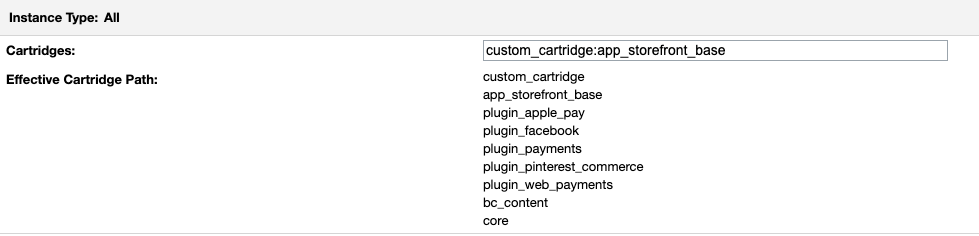 Instance Type: All
Cartridges: custom_cartridge:app_storefront_base
Effective Cartridge Path: custom_cartridge
app_storefront_base
plugin_apple_pay
plugin_facebook
plugin_payments
plugin_pinterest_commerce
plugin_web_payments
bc_content
core